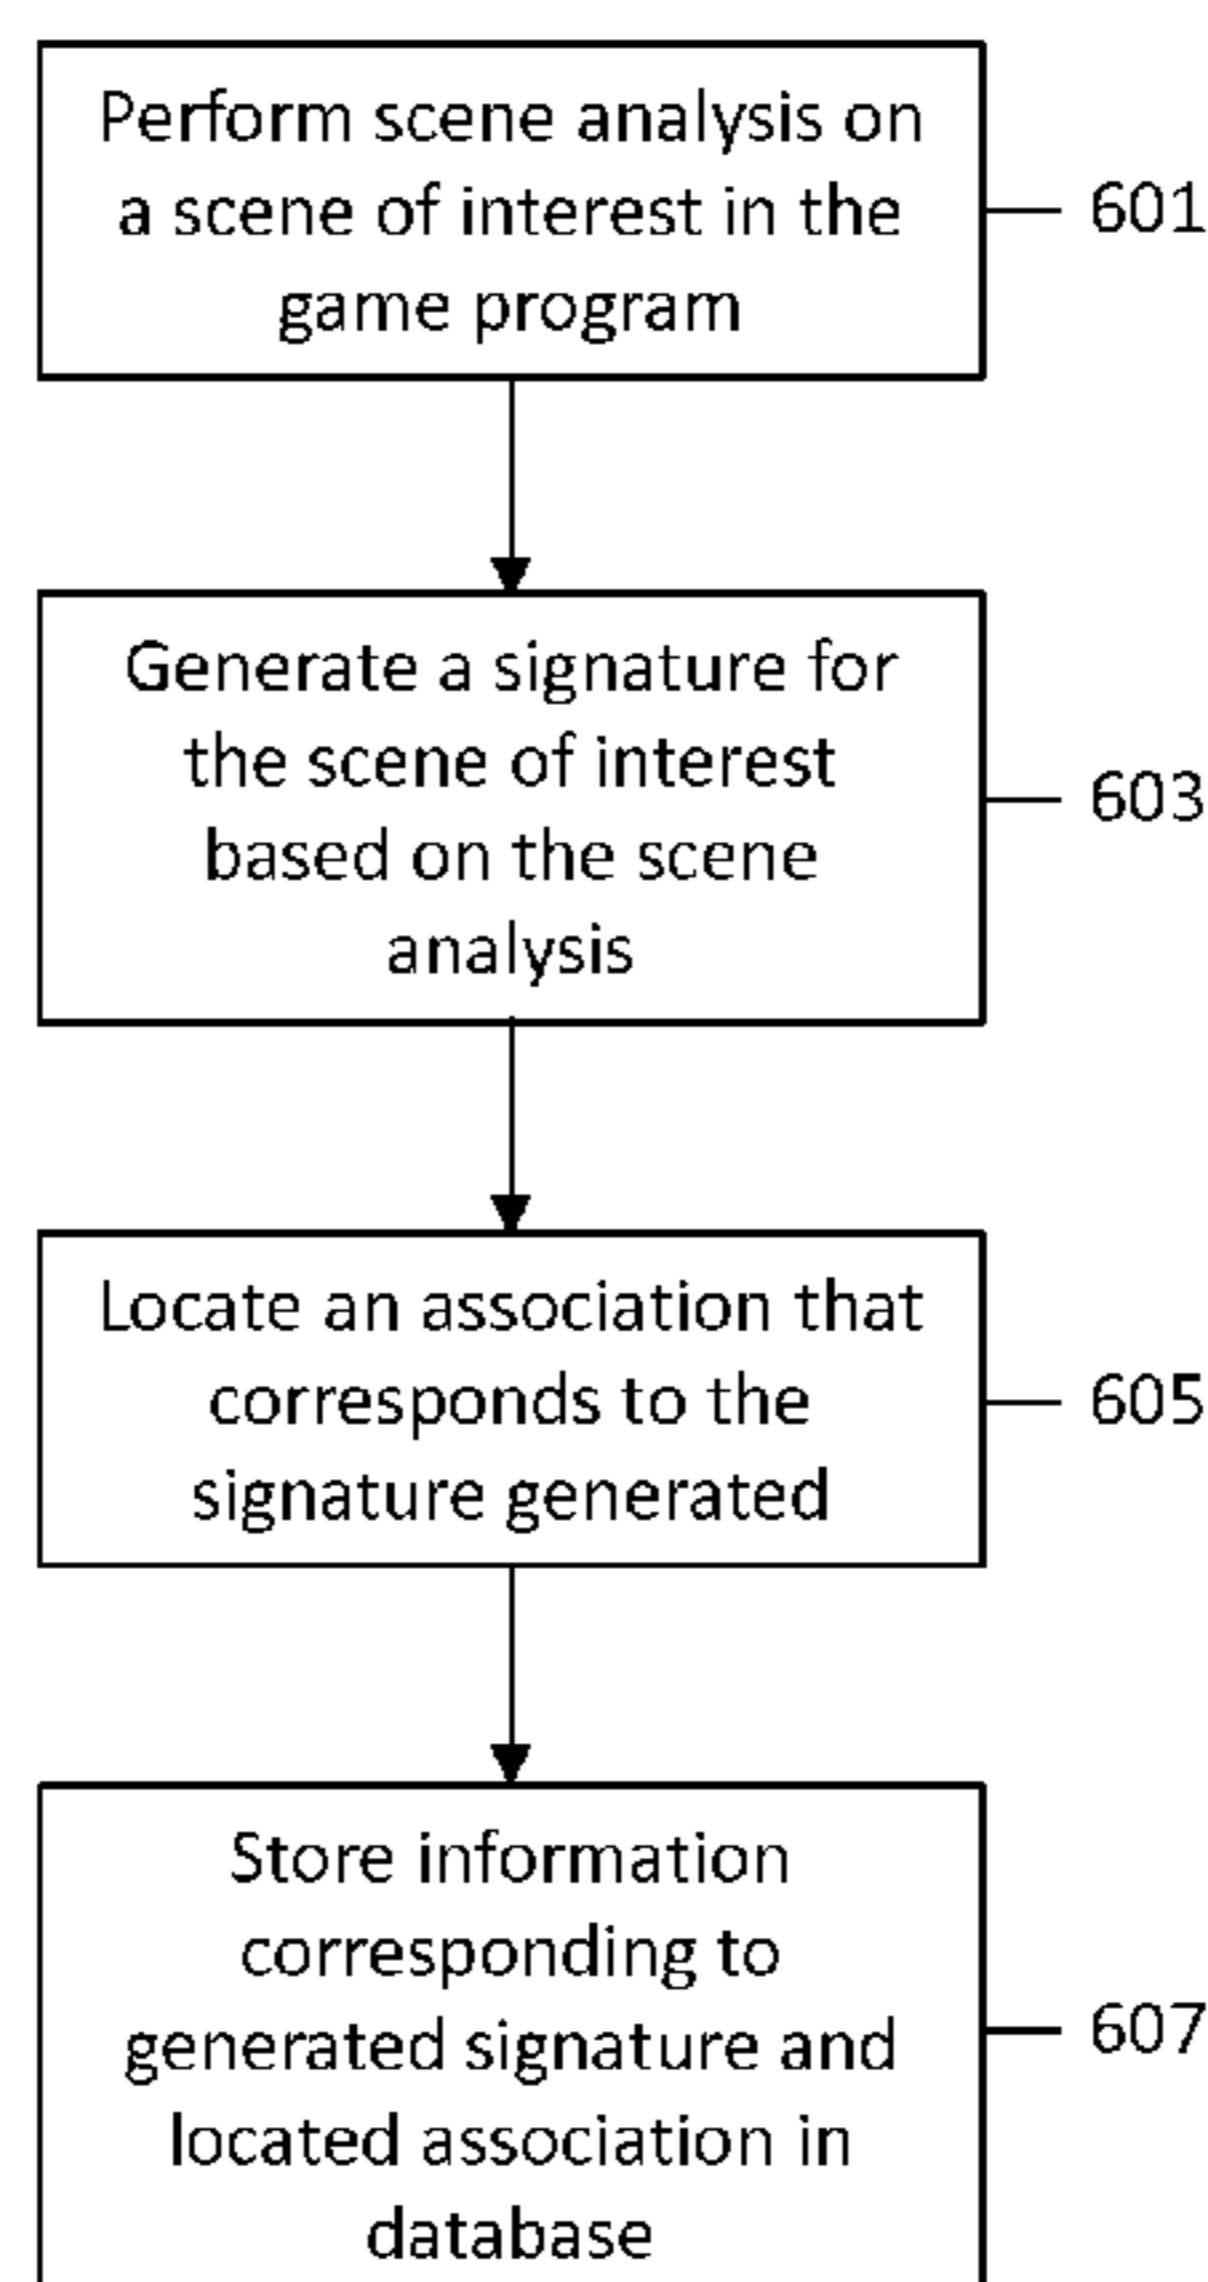 Perform scene analysis on
a scene of interest in the
game program
601
Generate a signature for
the scene of interest
based on the scene
analysis
603
Locate an association that
corresponds to the
signature generated
605
Store information
corresponding to
generated signature and
located association in
database
607